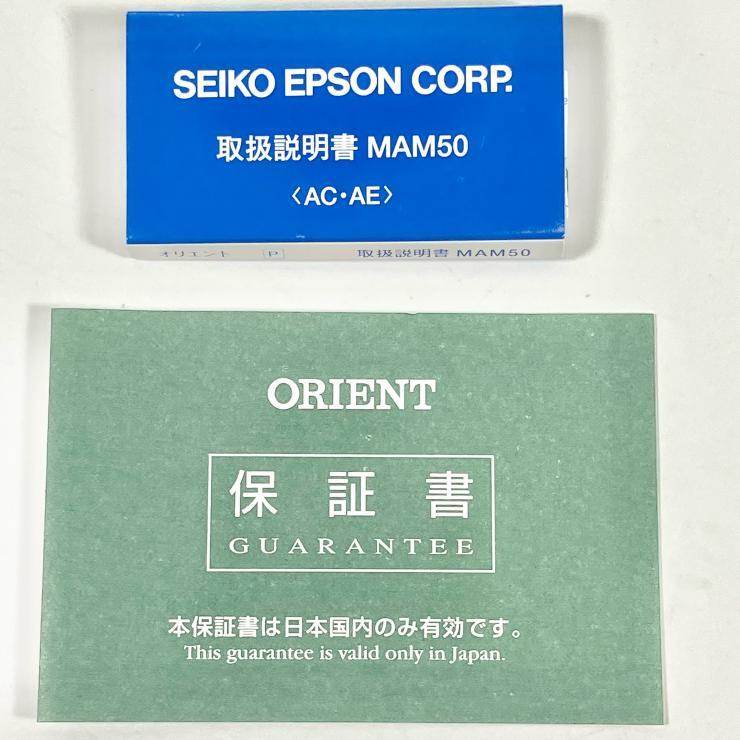 SEIKO EPSON CORP.
取扱説明書 MAM50
〈AC・AE〉
オリエント [P] 取扱説明書 MAM50
ORIENT
保証書
GUARANTEE
本保証書は日本国内のみ有効です。
This guarantee is valid only in Japan.